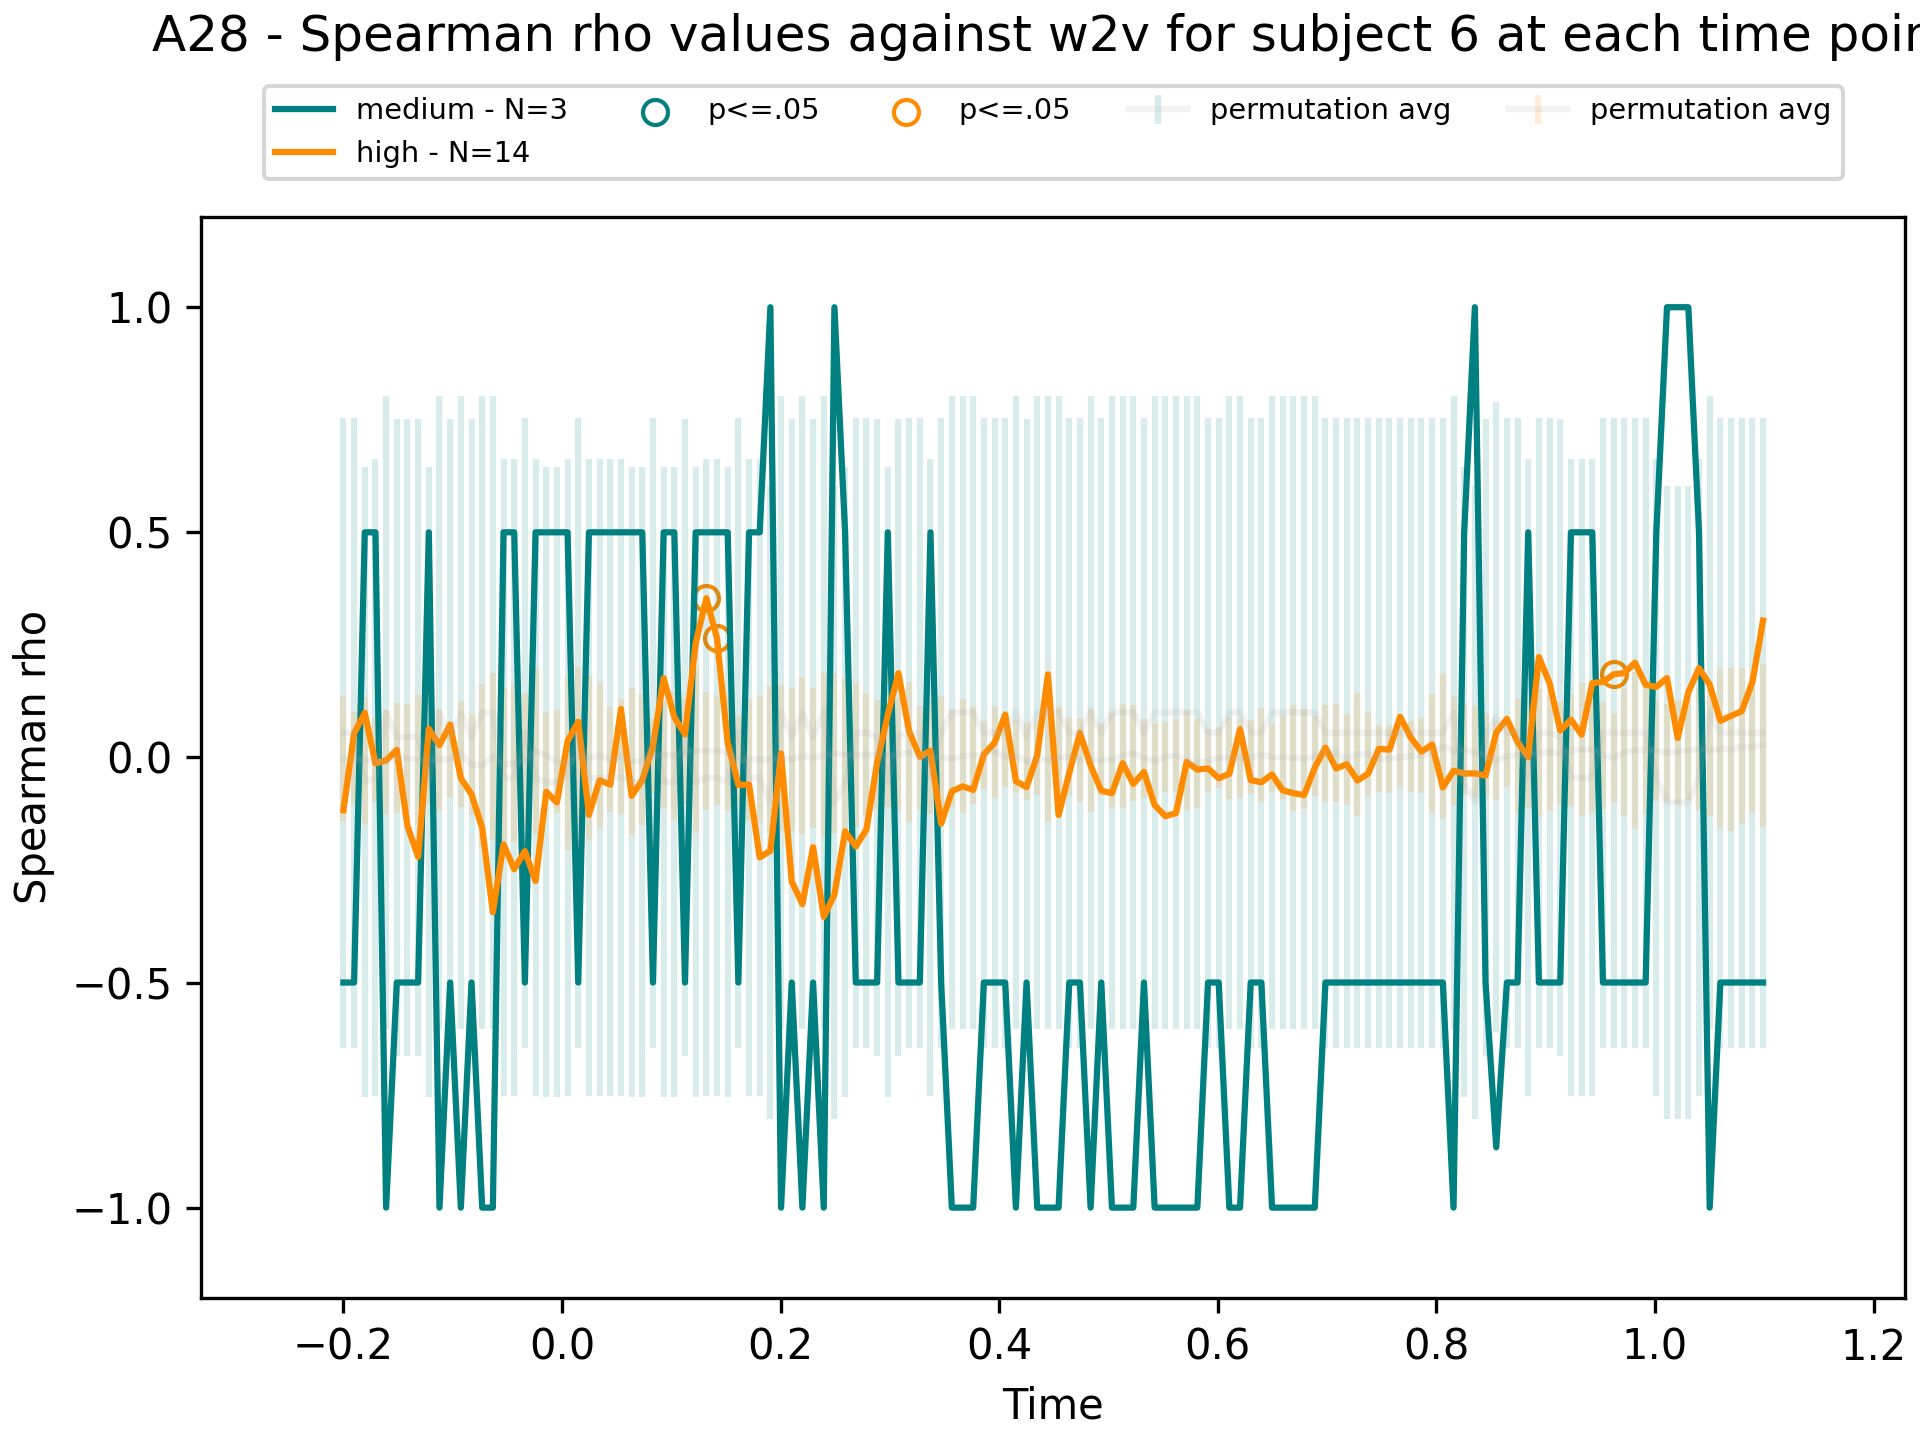 A28 - Spearman rho values against w2v for subject 6 at each time
medium - N=3
high - N=14
p<=.05
p<=.05
permutation avg
permutation avg
Spearman rho
1.0
0.5
0.0
−0.5
−1.0
−0.2
0.0
0.2
0.4
0.6
0.8
1.0
1.2
Time